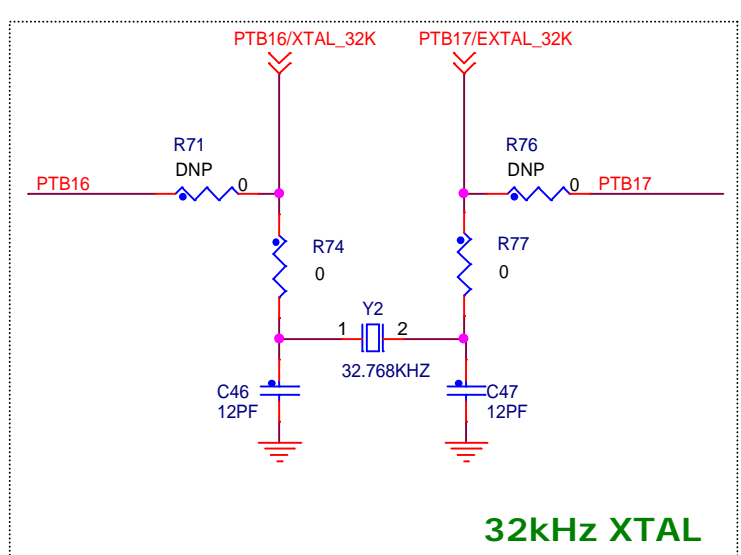 PTB16/XTAL_32K PTB17/EXTAL_32K
R71 R76
DNP DNP
PTB16 0 0 PTB17
R74 R77
0 0
Y2
1 2
32.768KHZ
C46 C47
12PF 12PF
32kHz XTAL